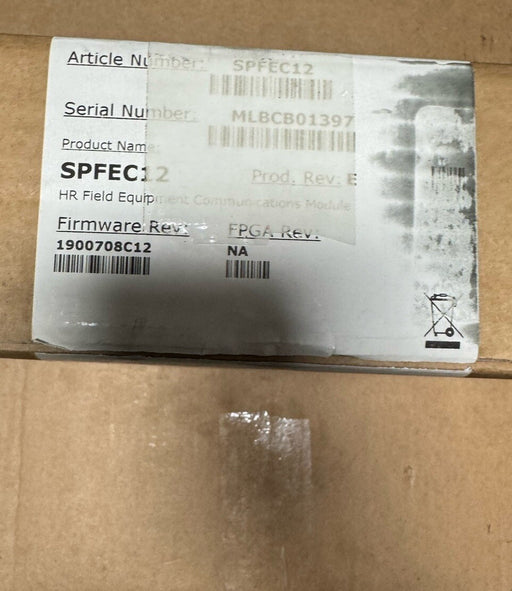 Article Number: SPFEC12
Serial Number: MLBCB01397
Product Name:
SPFEC12 Prod. Rev: E
HR Field Equipment Communications Module
Firmware Rev: FPGA Rev:
1900708C12 NA